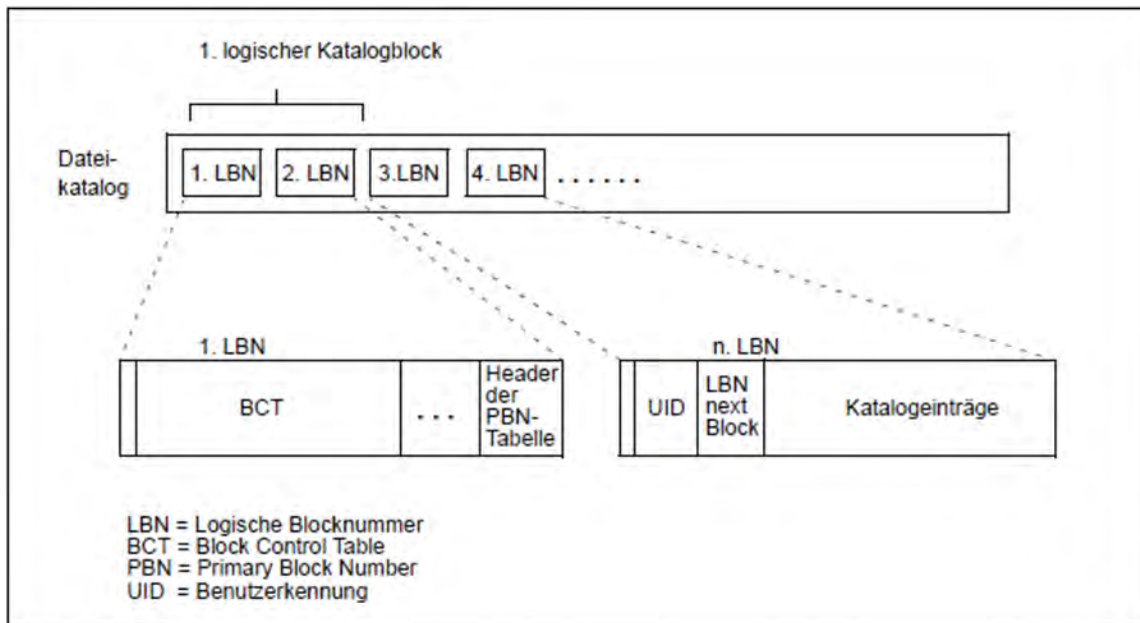 1. logischer Katalogblock
Datei-
katalog
1. LBN 2. LBN 3.LBN 4. LBN . . . . . .
1. LBN
BCT
. . .
Header
der
PBN-
Tabelle
n. LBN
UID
LBN
next
Block
Katalogeinträge
LBN = Logische Blocknummer
BCT = Block Control Table
PBN = Primary Block Number
UID = Benutzerkennung